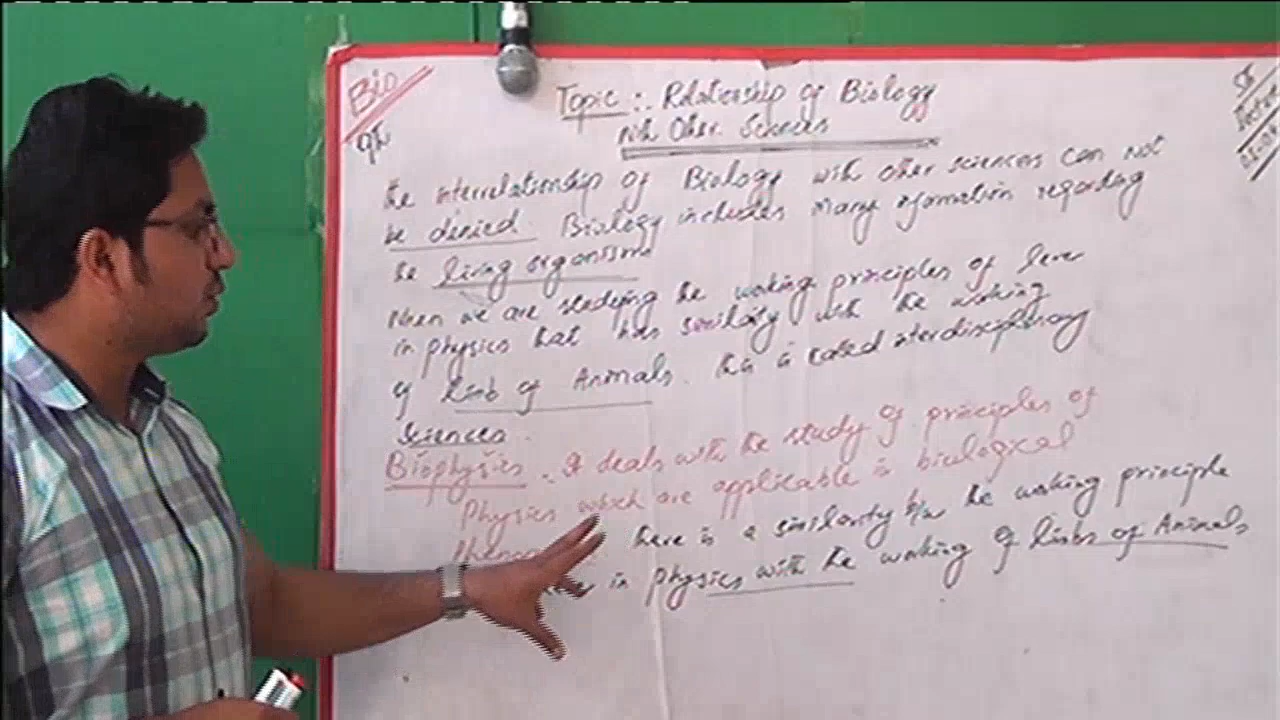 Bio
9th
Topic :. Relationship of Biology
with Other Sciences
the interrelationship of Biology with other sciences can not
be denied. Biology includes many information regarding
the living organisms
When we are studying the working principles of lever
in physics that has similarity with the working
of limb of Animals. this is called interdisciplinary
Sciences.
Biophysics. It deals with the study of principles of
Physics which are applicable in biological
there is a similarity b/w the working principle
in physics with the working of limbs of Animals